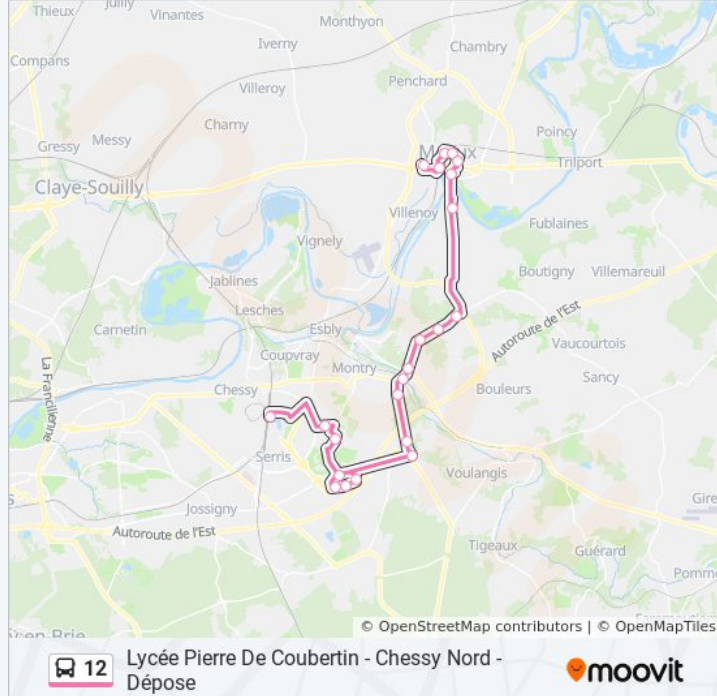 Thieux
Juilly
Vinantes
Monthyon
Compans
Iverny
Chambry
Villeroy
Penchard
Charny
Gressy
Messy
Poincy
Trilport
Claye-Souilly
Villenoy
Fublaines
Vignely
Jablines
Boutigny
Villemareuil
Lesches
Carnetin
Esbly
Autoroute de l'Est
Vaucourtois
Coupvray
Montry
La Francilienne
Chessy
Bouleurs
Sancy
Serris
Voulangis
Jossigny
Autoroute de l'Est
Tigeaux
Guérard
© OpenStreetMap contributors | © OpenMapTiles
12
Lycée Pierre De Coubertin - Chessy Nord -
Dépose
moovit